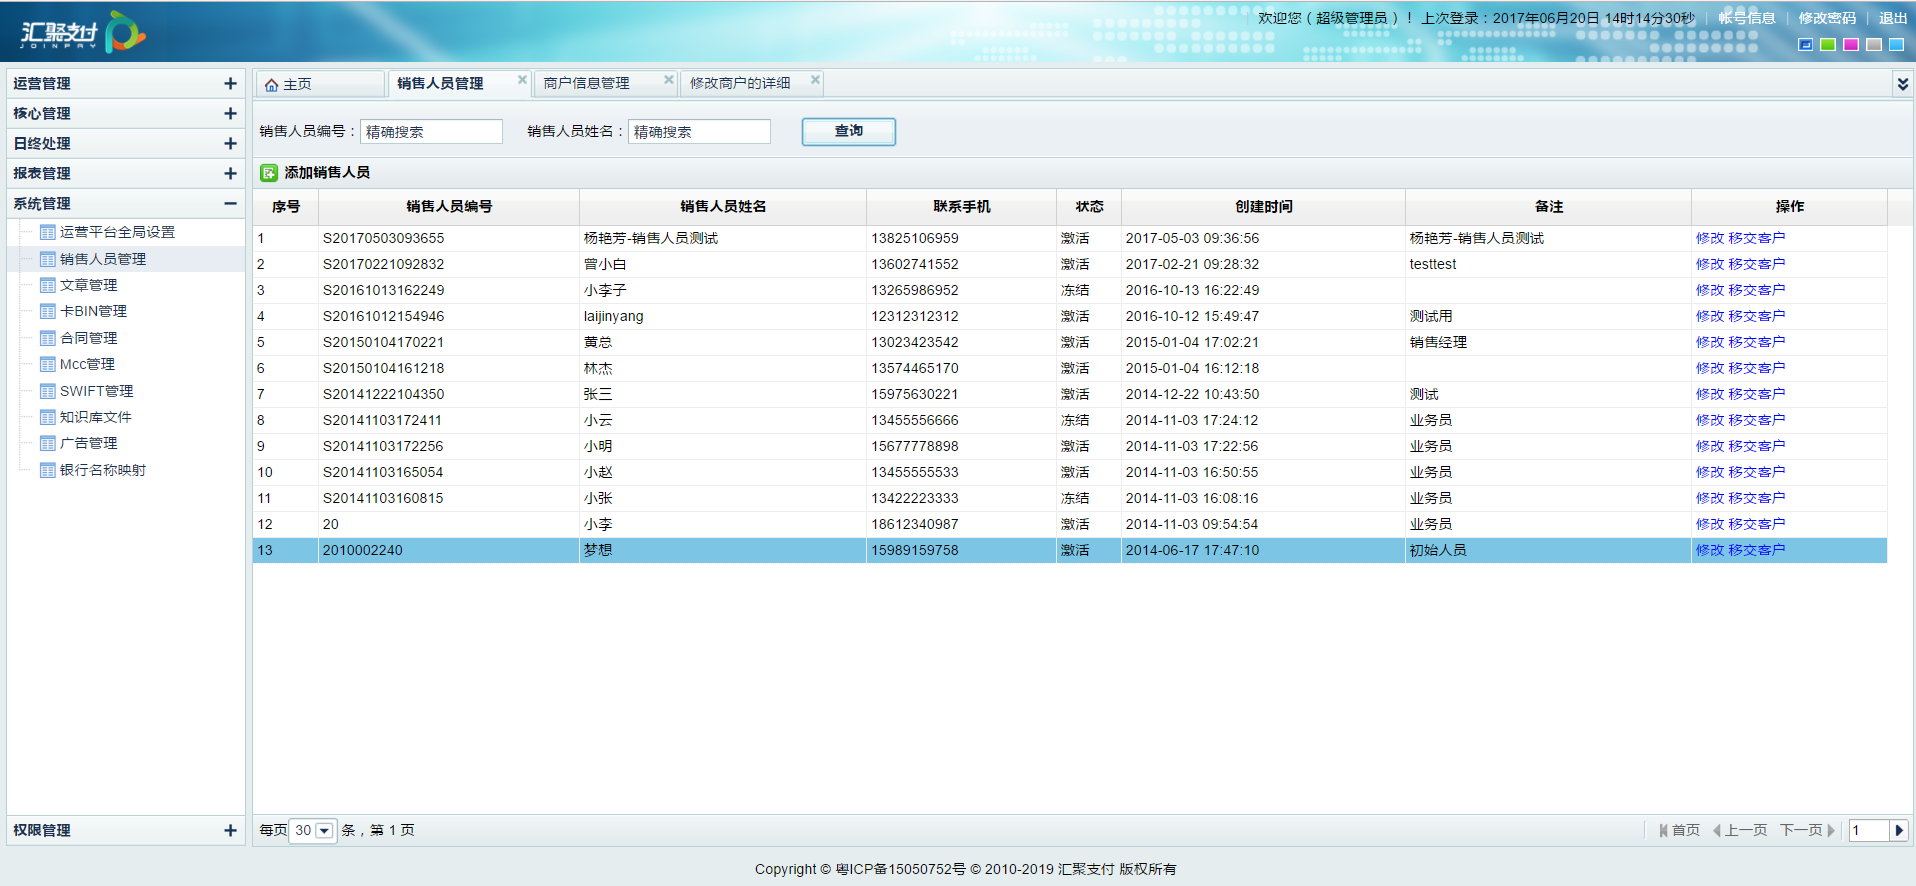 汇聚支付
JOINPAY
欢迎您（超级管理员）！ 上次登录：2017年06月20日 14时14分30秒 | 帐号信息 | 修改密码 | 退出
运营管理
核心管理
日终处理
报表管理
系统管理
运营平台全局设置
销售人员管理
文章管理
卡BIN管理
合同管理
Mcc管理
SWIFT管理
知识库文件
广告管理
银行名称映射
权限管理
主页 销售人员管理 商户信息管理 修改商户的详细
销售人员编号： 精确搜索 销售人员姓名： 精确搜索 查询
添加销售人员
序号 销售人员编号 销售人员姓名 联系手机 状态 创建时间 备注 操作
1 S20170503093655 杨艳芳-销售人员测试 13825106959 激活 2017-05-03 09:36:56 杨艳芳-销售人员测试 修改 移交客户
2 S20170221092832 曾小白 13602741552 激活 2017-02-21 09:28:32 testtest 修改 移交客户
3 S20161013162249 小李子 13265986952 冻结 2016-10-13 16:22:49 修改 移交客户
4 S20161012154946 laijinyang 12312312312 激活 2016-10-12 15:49:47 测试用 修改 移交客户
5 S20150104170221 黄总 13023423542 激活 2015-01-04 17:02:21 销售经理 修改 移交客户
6 S20150104161218 林杰 13574465170 激活 2015-01-04 16:12:18 修改 移交客户
7 S20141222104350 张三 15975630221 激活 2014-12-22 10:43:50 测试 修改 移交客户
8 S20141103172411 小云 13455556666 冻结 2014-11-03 17:24:12 业务员 修改 移交客户
9 S20141103172256 小明 15677778898 激活 2014-11-03 17:22:56 业务员 修改 移交客户
10 S20141103165054 小赵 13455555533 激活 2014-11-03 16:50:55 业务员 修改 移交客户
11 S20141103160815 小张 13422223333 冻结 2014-11-03 16:08:16 业务员 修改 移交客户
12 20 小李 18612340987 激活 2014-11-03 09:54:54 业务员 修改 移交客户
13 2010002240 梦想 15989159758 激活 2014-06-17 17:47:10 初始人员 修改 移交客户
每页 30 条，第 1 页 首页 上一页 下一页 1
Copyright © 粤ICP备15050752号 © 2010-2019 汇聚支付 版权所有